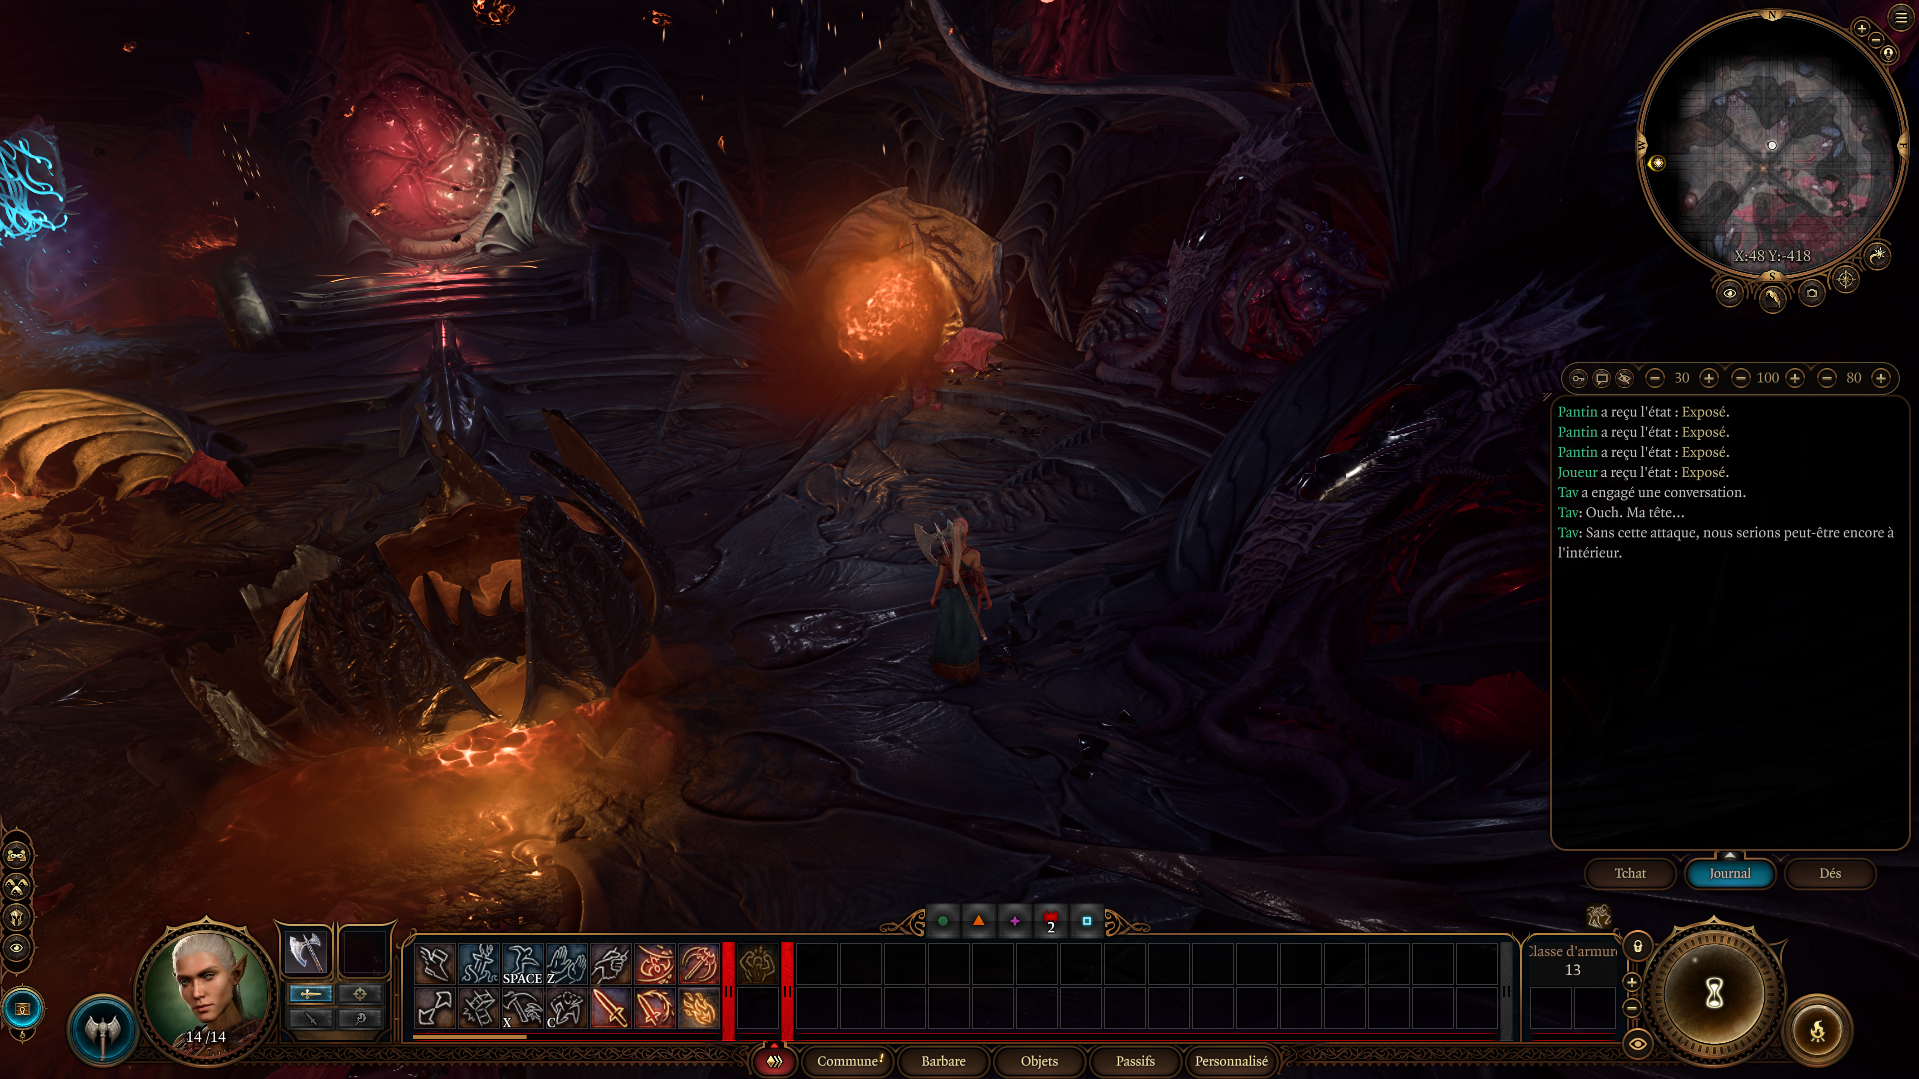 N
W
E
S
X:48 Y:-418
30
100
80
Pantin a reçu l'état : Exposé.
Pantin a reçu l'état : Exposé.
Pantin a reçu l'état : Exposé.
Joueur a reçu l'état : Exposé.
Tav a engagé une conversation.
Tav: Ouch. Ma tête...
Tav: Sans cette attaque, nous serions peut-être encore à
l'intérieur.
Tchat
Journal
Dés
2
SPACE
Z
X
C
14 /14
Classe d'armure
13
Commune!
Barbare
Objets
Passifs
Personnalisé